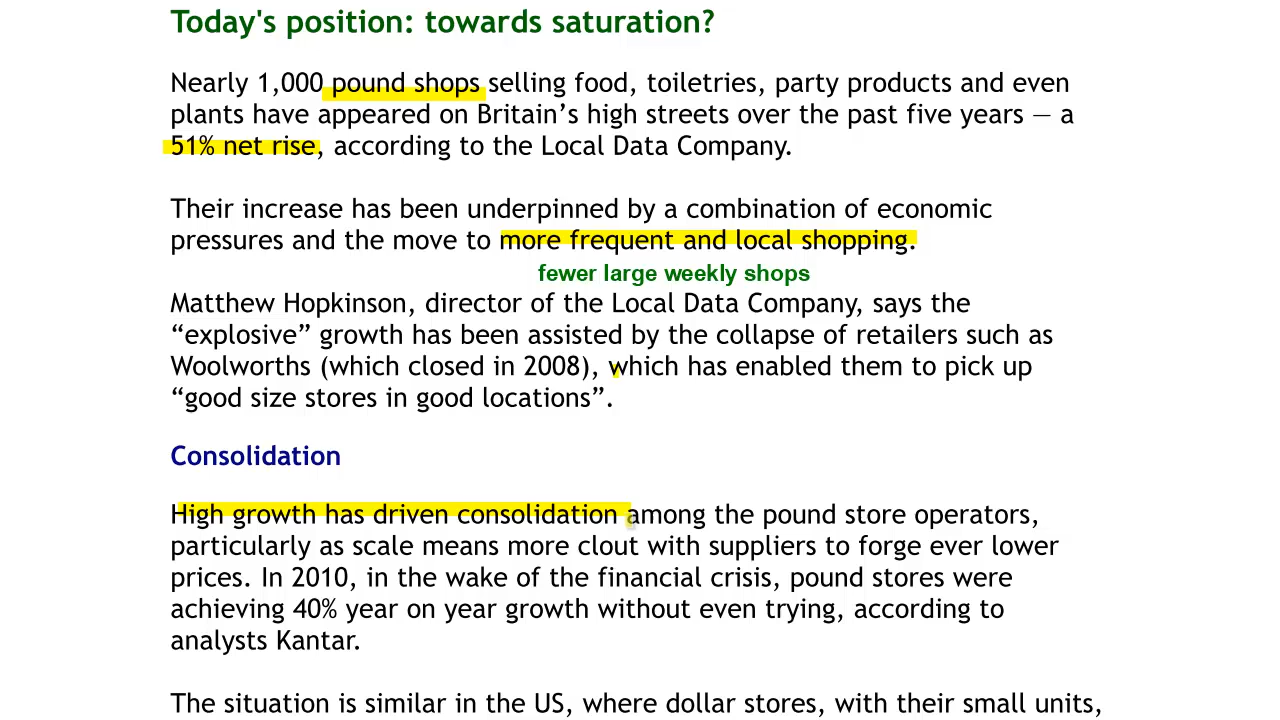 Today's position: towards saturation?
Nearly 1,000 pound shops selling food, toiletries, party products and even
plants have appeared on Britain’s high streets over the past five years — a
51% net rise, according to the Local Data Company.
Their increase has been underpinned by a combination of economic
pressures and the move to more frequent and local shopping.
fewer large weekly shops
Matthew Hopkinson, director of the Local Data Company, says the
“explosive” growth has been assisted by the collapse of retailers such as
Woolworths (which closed in 2008), which has enabled them to pick up
“good size stores in good locations”.
Consolidation
High growth has driven consolidation among the pound store operators,
particularly as scale means more clout with suppliers to forge ever lower
prices. In 2010, in the wake of the financial crisis, pound stores were
achieving 40% year on year growth without even trying, according to
analysts Kantar.
The situation is similar in the US, where dollar stores, with their small units,